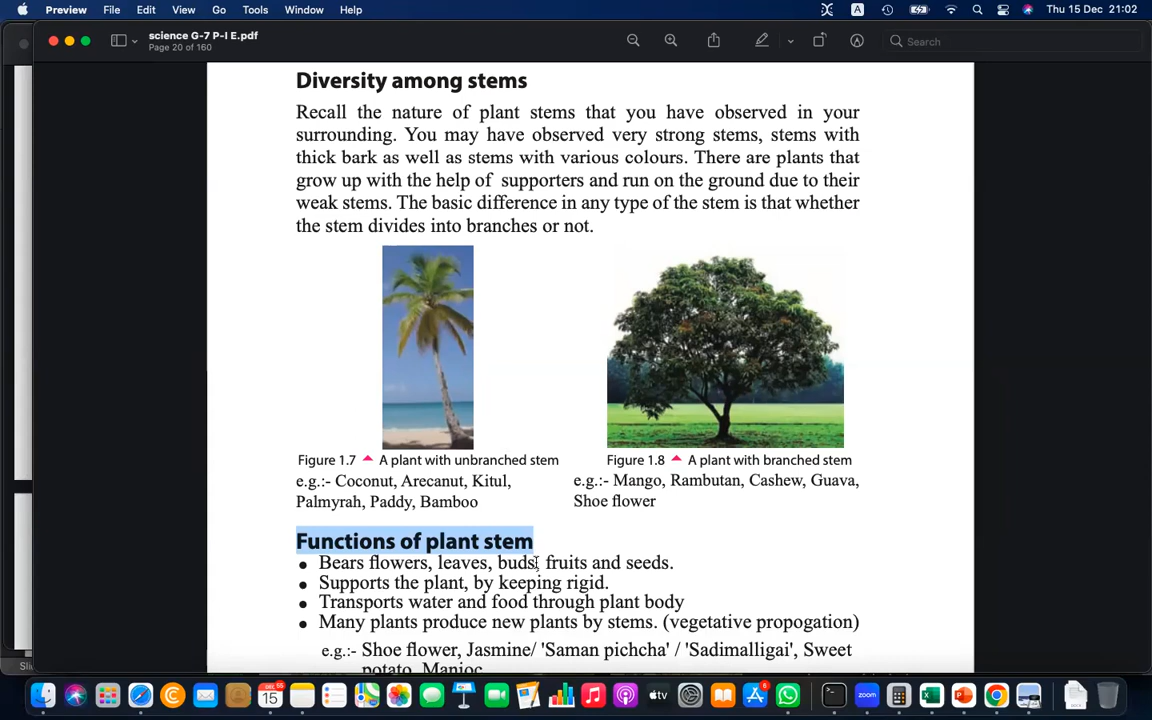 Preview File Edit View Go Tools Window Help A Thu 15 Dec 21:02
science G-7 P-I E.pdf
Page 20 of 160
Search
Diversity among stems
Recall the nature of plant stems that you have observed in your
surrounding. You may have observed very strong stems, stems with
thick bark as well as stems with various colours. There are plants that
grow up with the help of supporters and run on the ground due to their
weak stems. The basic difference in any type of the stem is that whether
the stem divides into branches or not.
Figure 1.7 A plant with unbranched stem
e.g.:- Coconut, Arecanut, Kitul,
Palmyrah, Paddy, Bamboo
Figure 1.8 A plant with branched stem
e.g.:- Mango, Rambutan, Cashew, Guava,
Shoe flower
Functions of plant stem
• Bears flowers, leaves, buds, fruits and seeds.
• Supports the plant, by keeping rigid.
• Transports water and food through plant body
• Many plants produce new plants by stems. (vegetative propogation)
e.g.:- Shoe flower, Jasmine/ 'Saman pichcha' / 'Sadimalligai', Sweet
potato, Manioc
Sli
DEC
15
tv
6
zoom